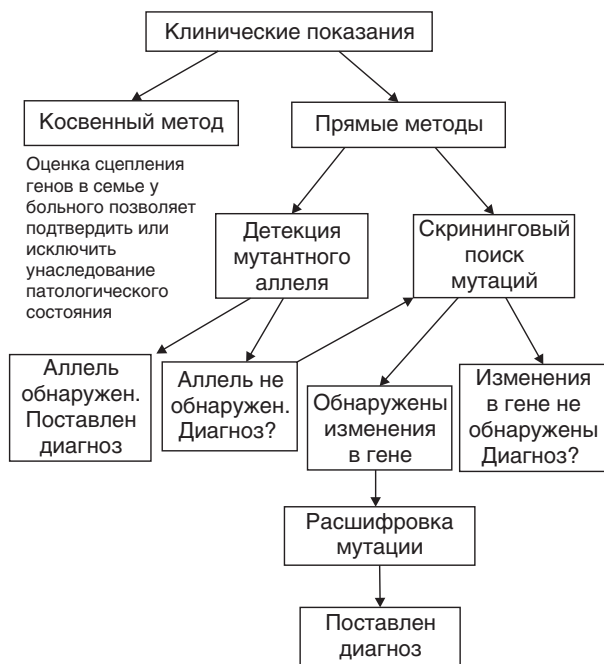 Клинические показания
Косвенный метод
Прямые методы
Оценка сцепления
генов в семье у
больного позволяет
подтвердить или
исключить
унаследование
патологического
состояния
Детекция
мутантного
аллеля
Скрининговый
поиск
мутаций
Аллель
обнаружен.
Поставлен
диагноз
Аллель не
обнаружен.
Диагноз?
Обнаружены
изменения
в гене
Изменения
в гене не
обнаружены
Диагноз?
Расшифровка
мутации
Поставлен
диагноз